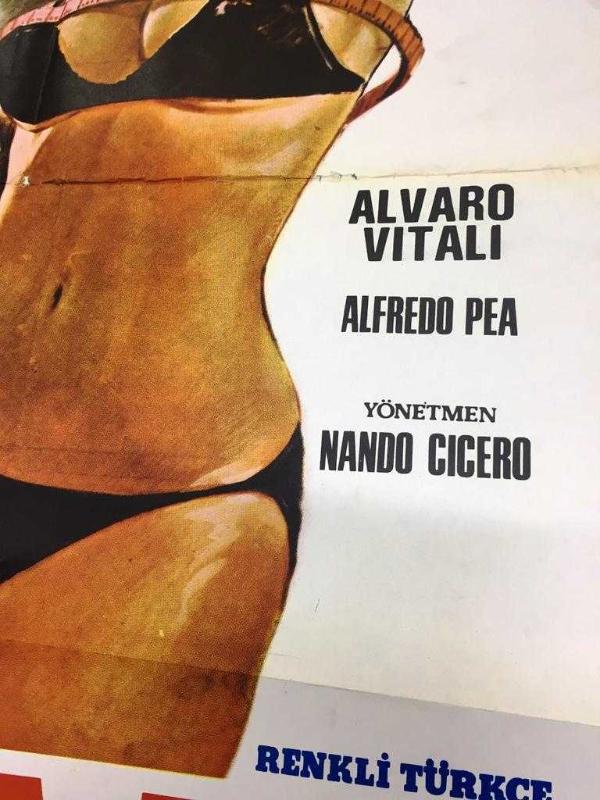 ALVARO
VITALI
ALFREDO PEA
YÖNETMEN
NANDO CICERO
RENKLİ TÜRKÇE